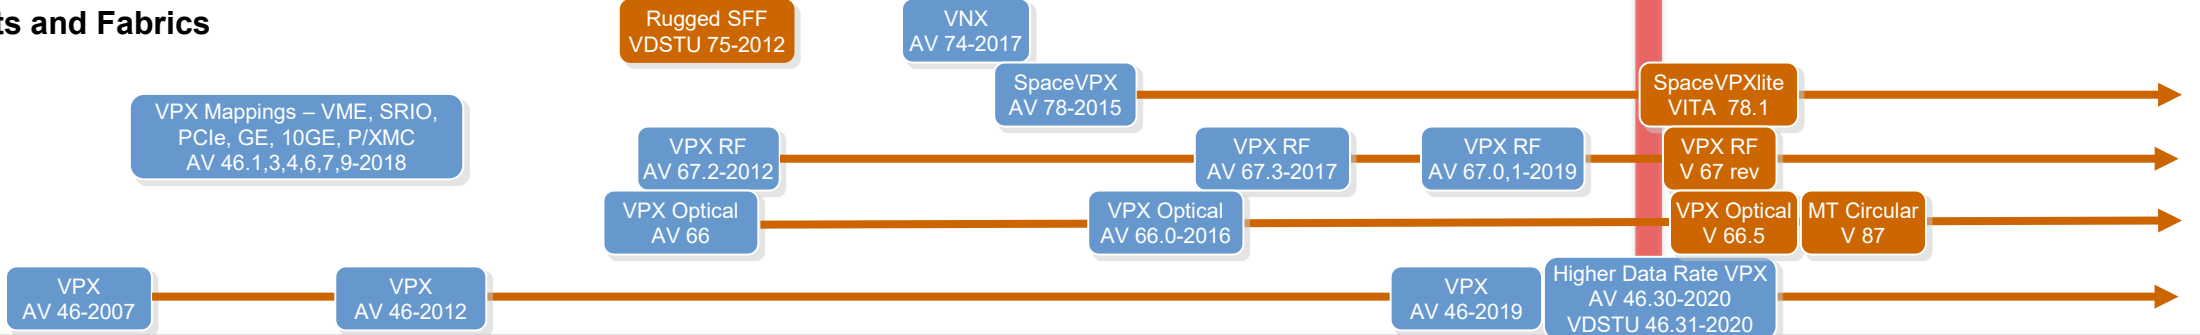 ts and Fabrics
Rugged SFF
VDSTU 75-2012
VNX
AV 74-2017
SpaceVPX
AV 78-2015
SpaceVPXlite
VITA 78.1
VPX Mappings – VME, SRIO,
PCIe, GE, 10GE, P/XMC
AV 46.1,3,4,6,7,9-2018
VPX RF
AV 67.2-2012
VPX RF
AV 67.3-2017
VPX RF
AV 67.0,1-2019
VPX RF
V 67 rev
VPX Optical
AV 66
VPX Optical
AV 66.0-2016
VPX Optical
V 66.5
MT Circular
V 87
VPX
AV 46-2007
VPX
AV 46-2012
VPX
AV 46-2019
Higher Data Rate VPX
AV 46.30-2020
VDSTU 46.31-2020